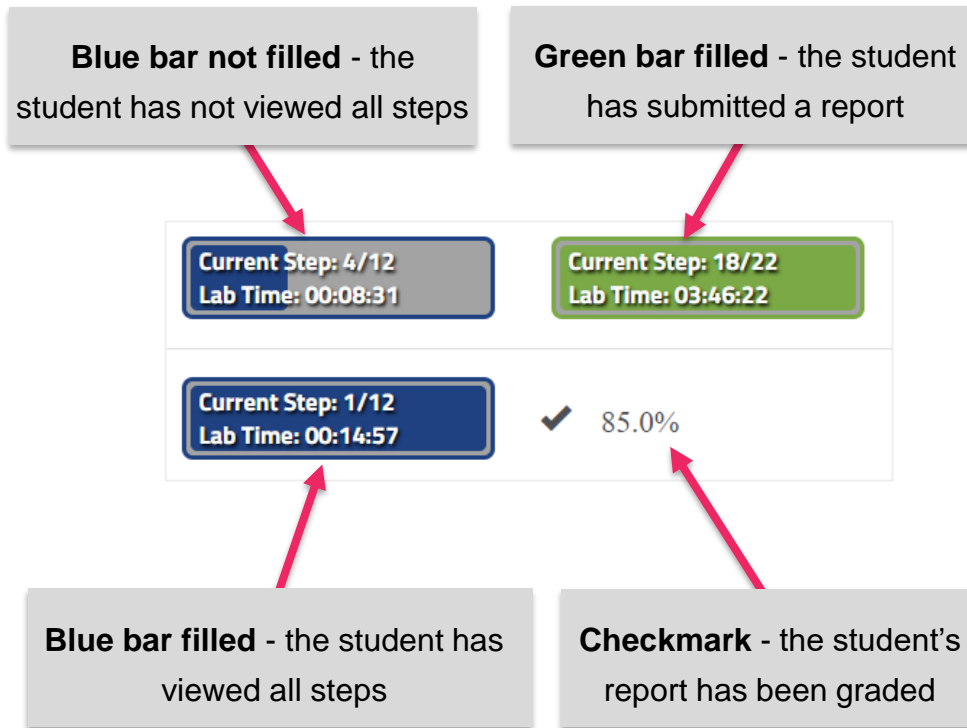 Blue bar not filled - the
student has not viewed all steps
Green bar filled - the student
has submitted a report
Current Step: 4/12
Lab Time: 00:08:31
Current Step: 18/22
Lab Time: 03:46:22
Current Step: 1/12
Lab Time: 00:14:57
85.0%
Blue bar filled - the student has
viewed all steps
Checkmark - the student’s
report has been graded